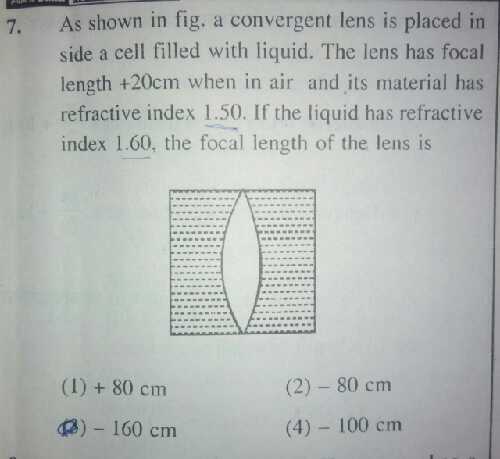 7. As shown in fig. a convergent lens is placed in
side a cell filled with liquid. The lens has focal
length +20cm when in air and its material has
refractive index 1.50. If the liquid has refractive
index 1.60, the focal length of the lens is
(1) + 80 cm (2) – 80 cm
(3) – 160 cm (4) – 100 cm